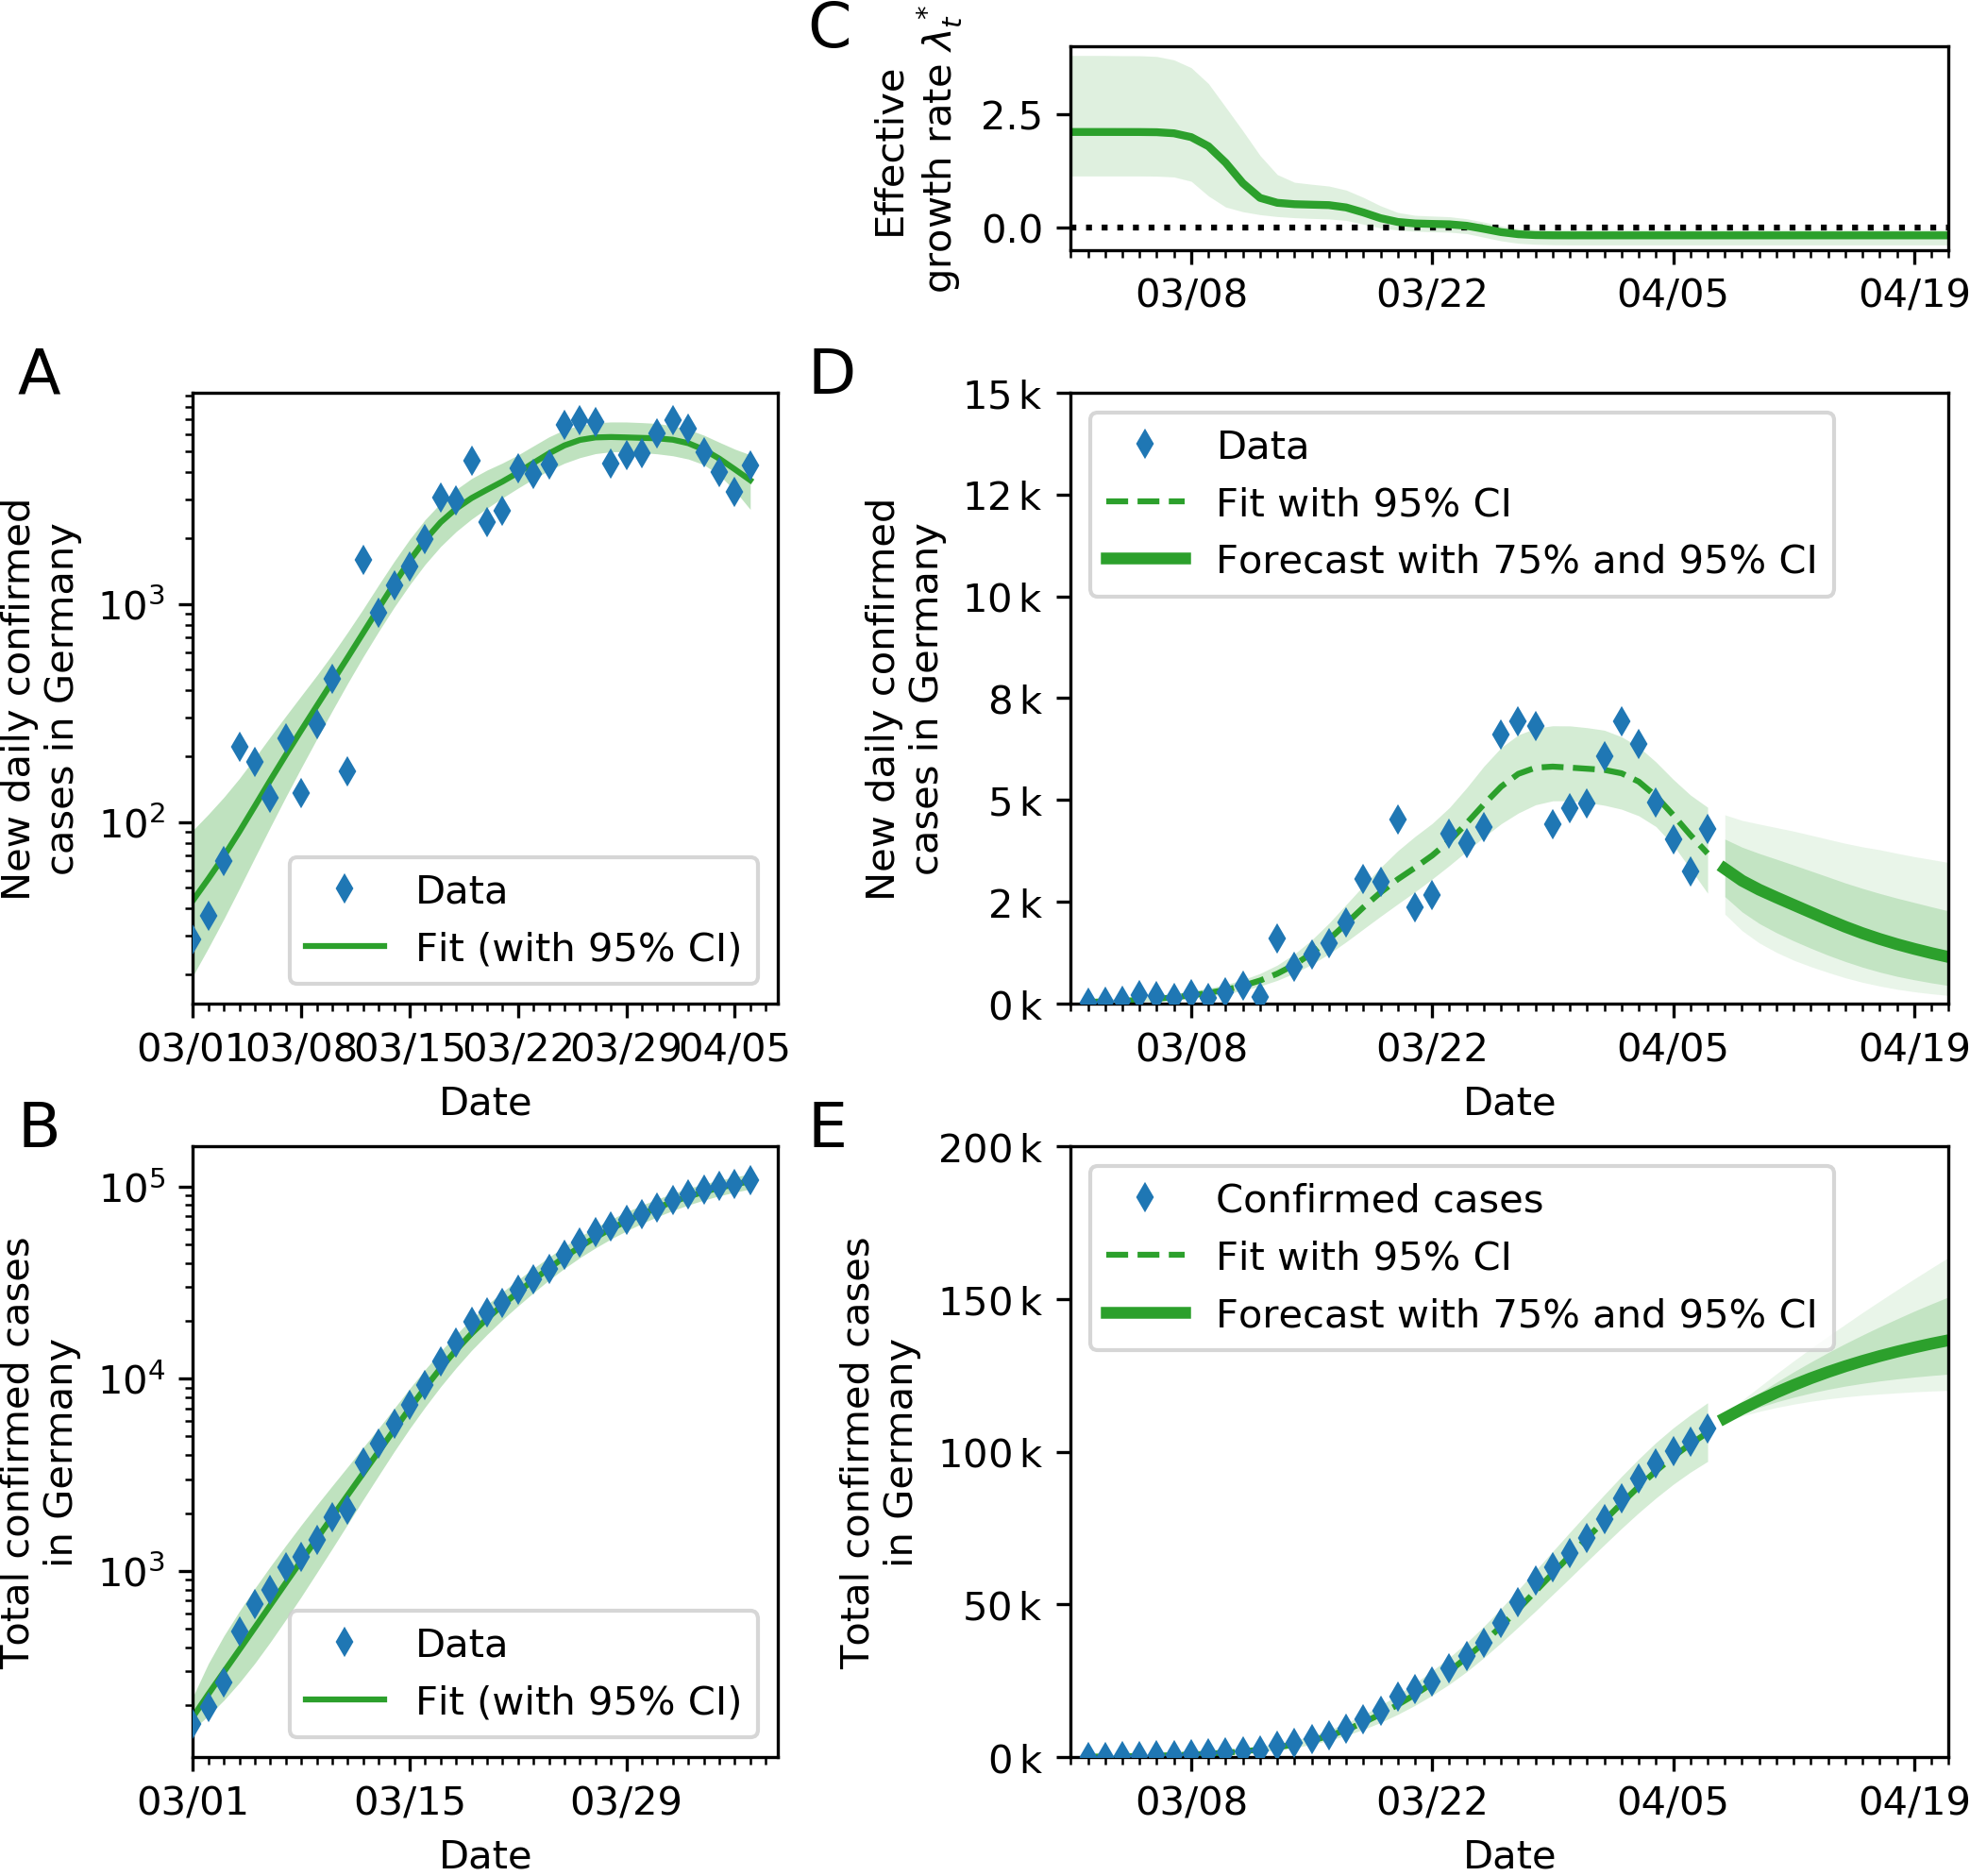 C
Effective
growth rate λ*t
2.5
0.0
03/08
03/22
04/05
04/19
A
New daily confirmed
cases in Germany
10³
10²
Data
Fit (with 95% CI)
03/01
03/08
03/15
03/22
03/29
04/05
Date
D
New daily confirmed
cases in Germany
15 k
12 k
10 k
8 k
5 k
2 k
0 k
Data
Fit with 95% CI
Forecast with 75% and 95% CI
03/08
03/22
04/05
04/19
Date
B
Total confirmed cases
in Germany
10⁵
10⁴
10³
Data
Fit (with 95% CI)
03/01
03/15
03/29
Date
E
Total confirmed cases
in Germany
200 k
150 k
100 k
50 k
0 k
Confirmed cases
Fit with 95% CI
Forecast with 75% and 95% CI
03/08
03/22
04/05
04/19
Date